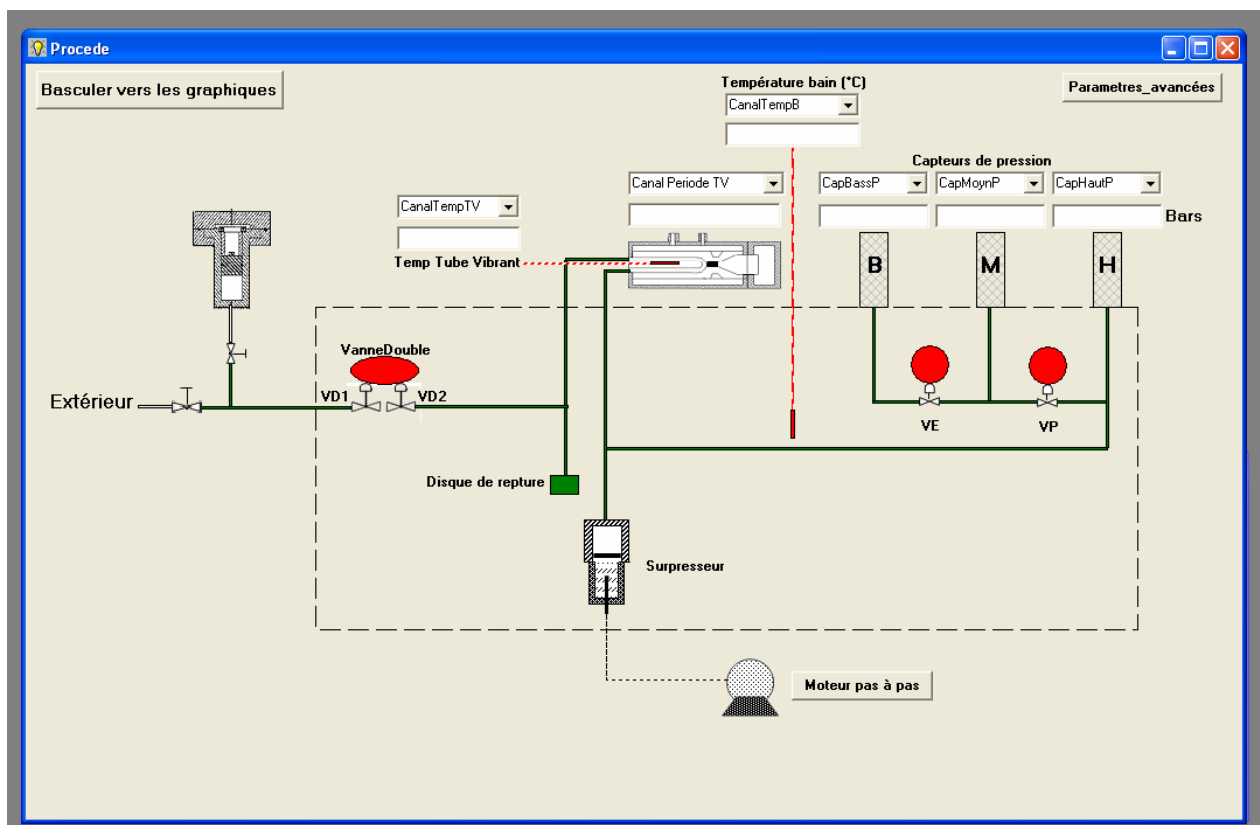 Procede
Basculer vers les graphiques
Température bain (°C)
CanalTempB
Parametres_avancées
Capteurs de pression
Canal Periode TV
CapBassP
CapMoynP
CapHautP
CanalTempTV
Bars
Temp Tube Vibrant
B
M
H
VanneDouble
Extérieur
VD1
VD2
VE
VP
Disque de repture
Surpresseur
Moteur pas à pas